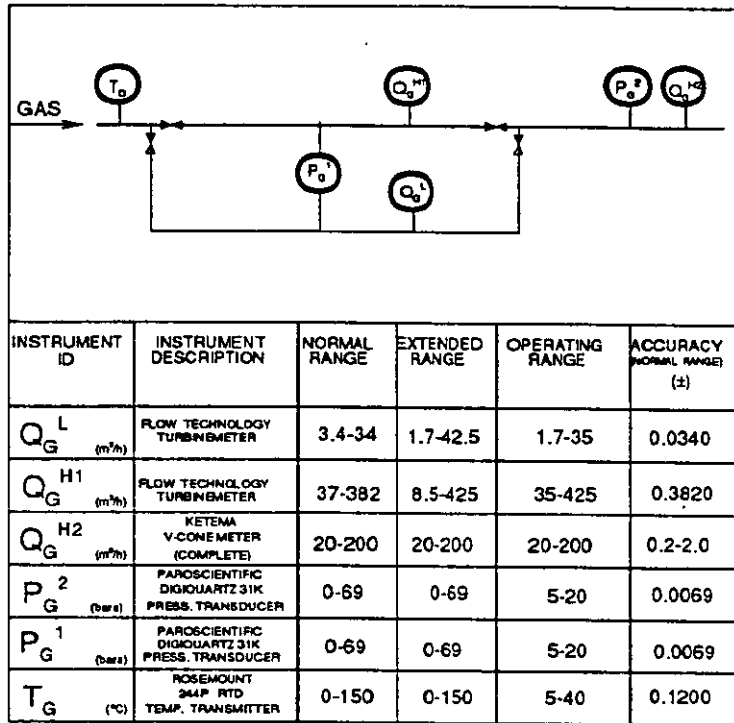 T_G
Q_G^H1
P_G^2
Q_G^H2
GAS
P_G^1
Q_G^L
INSTRUMENT ID
INSTRUMENT DESCRIPTION
NORMAL RANGE
EXTENDED RANGE
OPERATING RANGE
ACCURACY (NORMAL RANGE) (±)
Q_G^L (m³/h)
FLOW TECHNOLOGY TURBINEMETER
3.4-34
1.7-42.5
1.7-35
0.0340
Q_G^H1 (m³/h)
FLOW TECHNOLOGY TURBINEMETER
37-382
8.5-425
35-425
0.3820
Q_G^H2 (m³/h)
KETEMA V-CONE METER (COMPLETE)
20-200
20-200
20-200
0.2-2.0
P_G^2 (bara)
PAROSCIENTIFIC DIGIQUARTZ 31K PRESS. TRANSDUCER
0-69
0-69
5-20
0.0069
P_G^1 (bara)
PAROSCIENTIFIC DIGIQUARTZ 31K PRESS. TRANSDUCER
0-69
0-69
5-20
0.0069
T_G (°C)
ROSEMOUNT 244P RTD TEMP. TRANSMITTER
0-150
0-150
5-40
0.1200